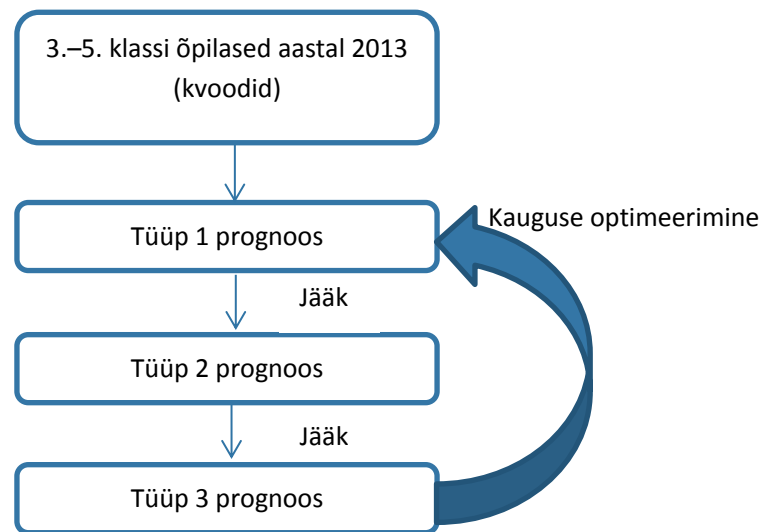 3.–5. klassi õpilased aastal 2013
(kvoodid)
Tüüp 1 prognoos
Kauguse optimeerimine
Jääk
Tüüp 2 prognoos
Jääk
Tüüp 3 prognoos